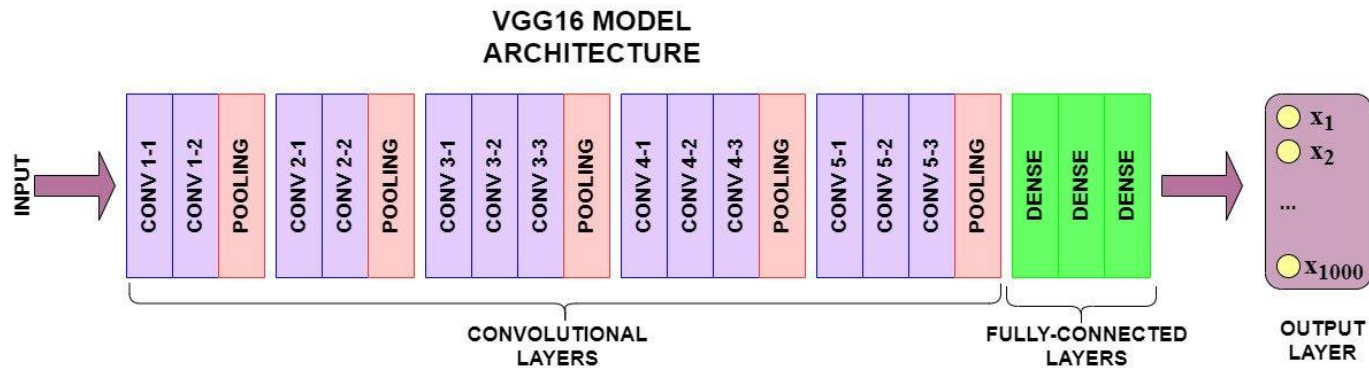 VGG16 MODEL
ARCHITECTURE
INPUT
CONV 1-1
CONV 1-2
POOLING
CONV 2-1
CONV 2-2
POOLING
CONV 3-1
CONV 3-2
CONV 3-3
POOLING
CONV 4-1
CONV 4-2
CONV 4-3
POOLING
CONV 5-1
CONV 5-2
CONV 5-3
POOLING
DENSE
DENSE
DENSE
x1
x2
...
x1000
CONVOLUTIONAL
LAYERS
FULLY-CONNECTED
LAYERS
OUTPUT
LAYER